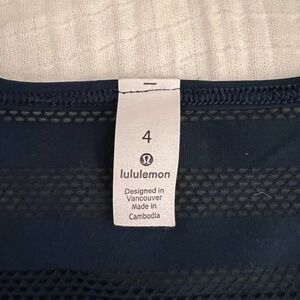 4
lululemon
Designed in
Vancouver
Made in
Cambodia